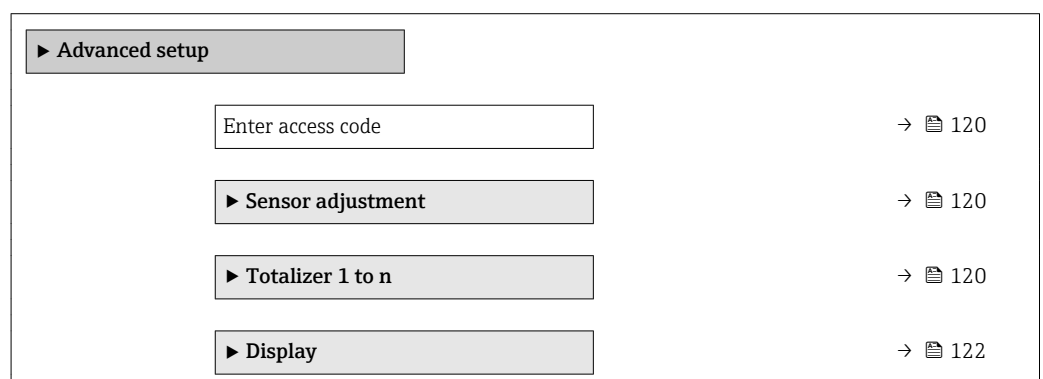 ▶ Advanced setup
Enter access code → 🖹 120
▶ Sensor adjustment → 🖹 120
▶ Totalizer 1 to n → 🖹 120
▶ Display → 🖹 122